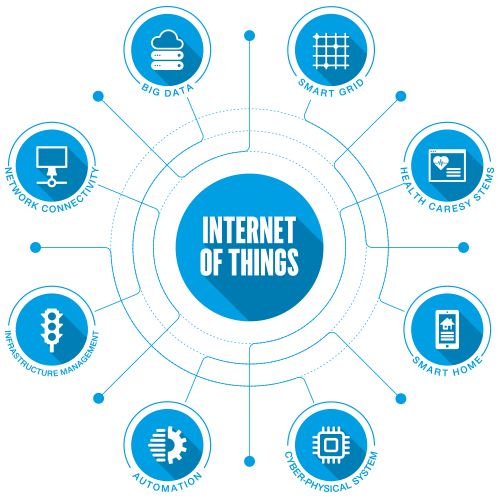 BIG DATA
SMART GRID
NETWORK CONNECTIVITY
HEALTH CARESY STEMS
INTERNET
OF THINGS
INFRASTRUCTURE MANAGEMENT
SMART HOME
AUTOMATION
CYBER-PHYSICAL SYSTEM